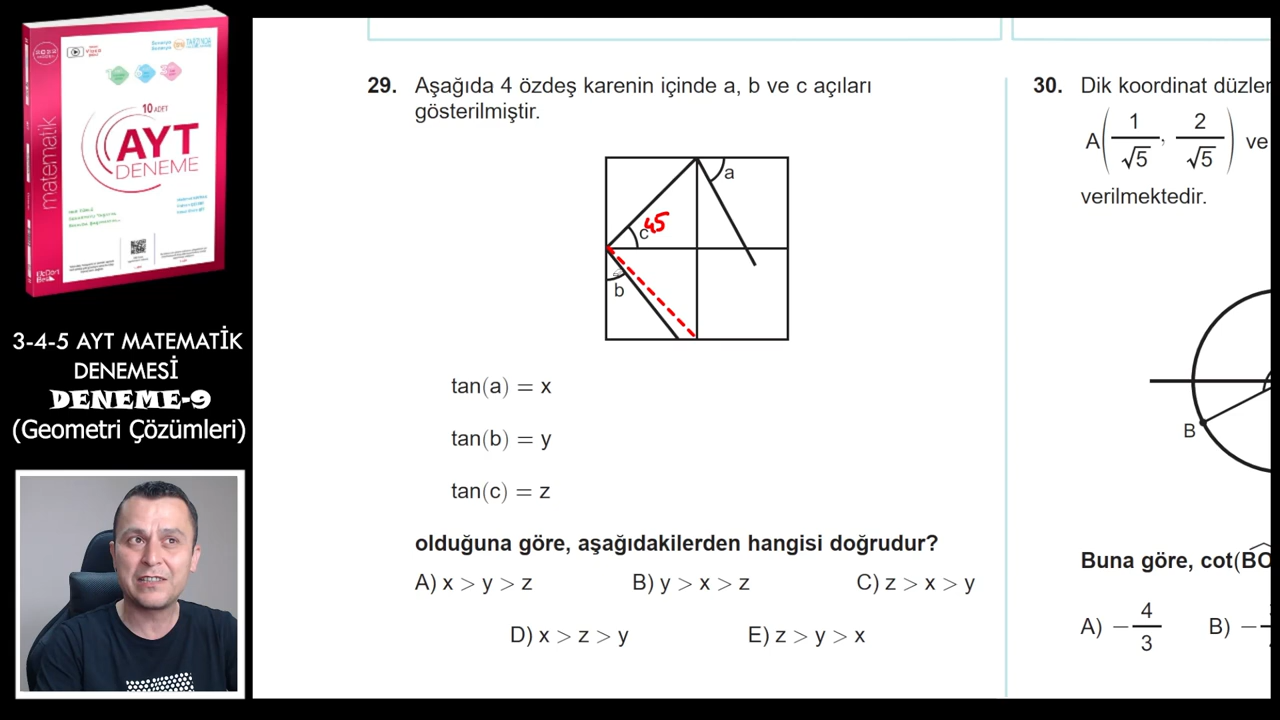 2022
matematik
10 ADET
AYT
DENEME
3-4-5 AYT MATEMATİK
DENEMESİ
DENEME-9
(Geometri Çözümleri)
29. Aşağıda 4 özdeş karenin içinde a, b ve c açıları
gösterilmiştir.
a
c 45
b
tan(a) = x
tan(b) = y
tan(c) = z
olduğuna göre, aşağıdakilerden hangisi doğrudur?
A) x > y > z B) y > x > z C) z > x > y
D) x > z > y E) z > y > x
30. Dik koordinat düzler
A(1/√5, 2/√5) ve
verilmektedir.
B
Buna göre, cot(BO
A) −4/3 B) −